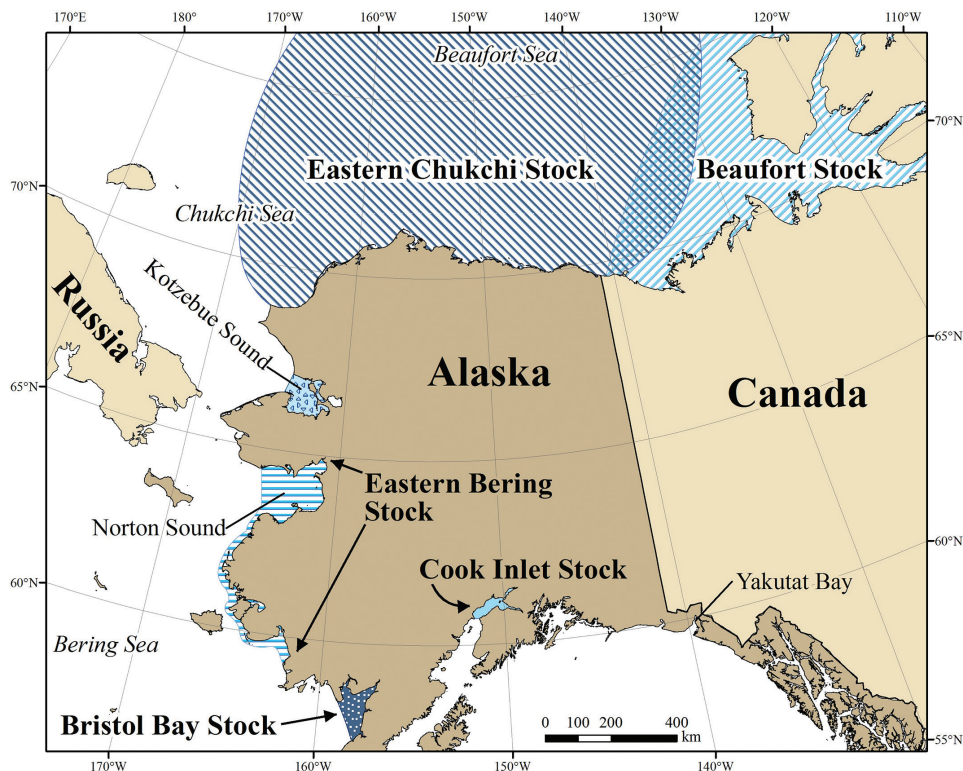 170°E 180° 170°W 160°W 150°W 140°W 130°W 120°W 110°W
Beaufort Sea
70°N
Eastern Chukchi Stock
Beaufort Stock
70°N
Chukchi Sea
Kotzebue Sound
Russia
65°N
65°N
Alaska
Canada
Eastern Bering
Stock
Norton Sound
60°N
60°N
Cook Inlet Stock
Yakutat Bay
Bering Sea
Bristol Bay Stock
0 100 200 400
km
55°N
170°W 160°W 150°W 140°W